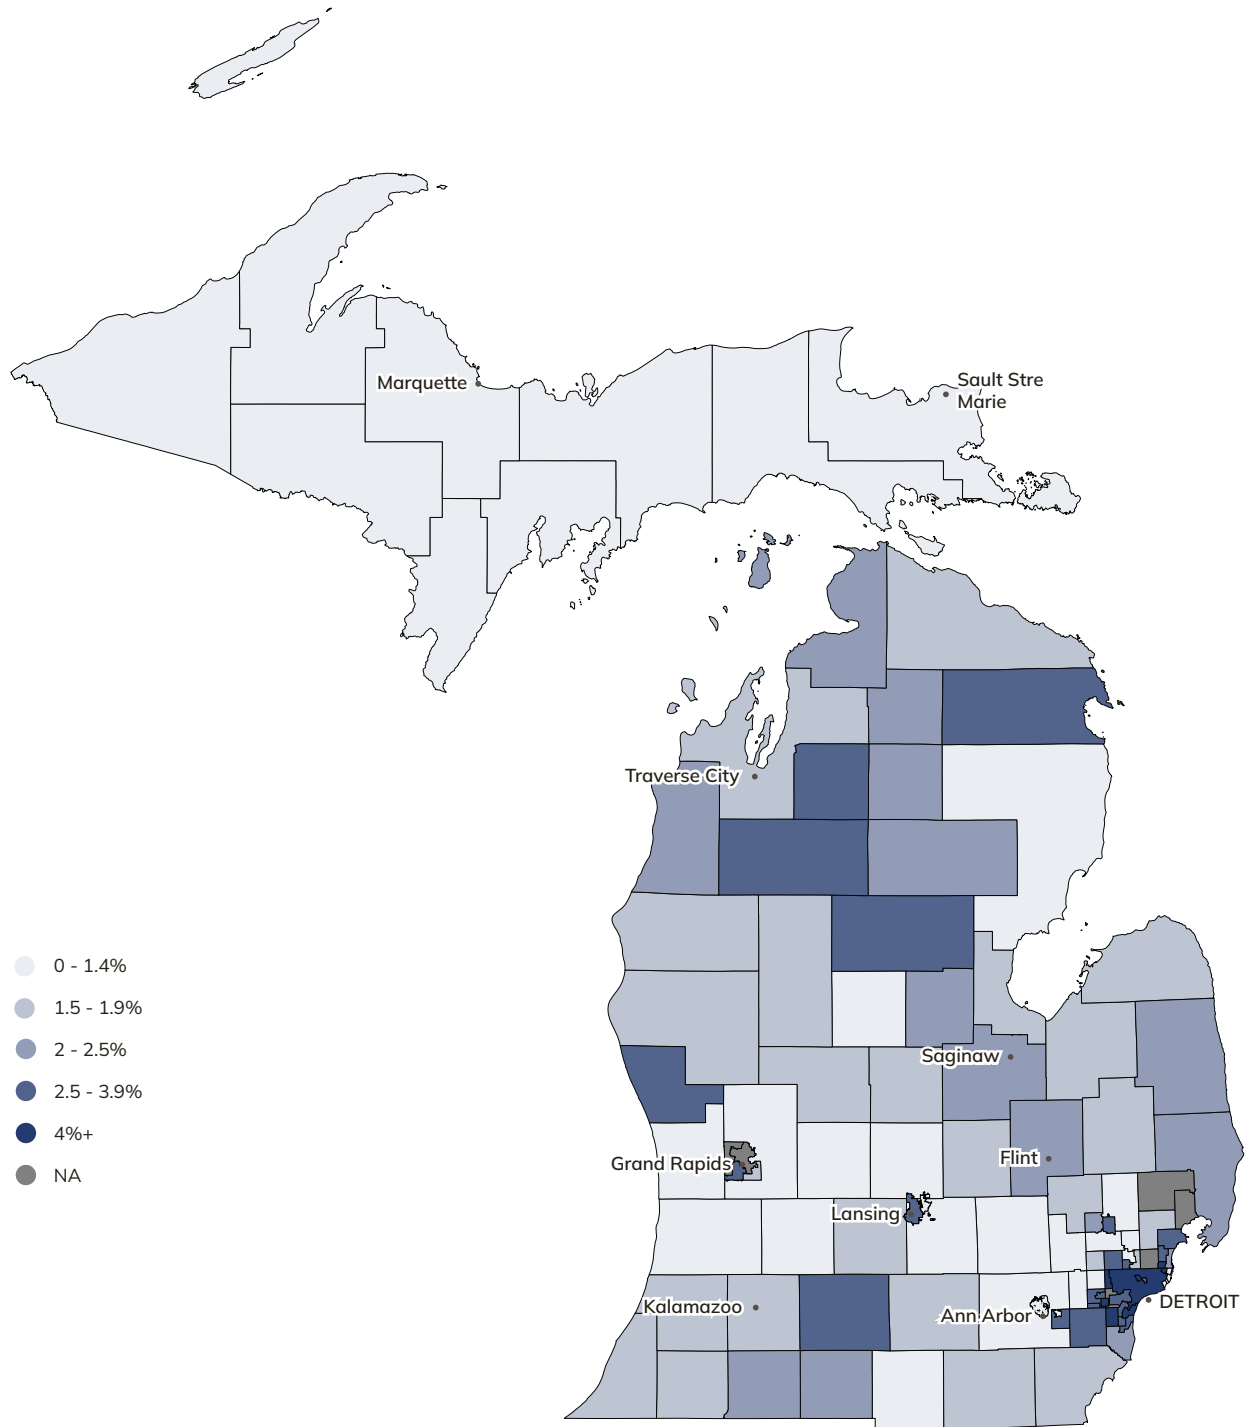 Marquette
Sault Stre
Marie
Traverse City
0 - 1.4%
1.5 - 1.9%
2 - 2.5%
2.5 - 3.9%
4%+
NA
Saginaw
Flint
Grand Rapids
Lansing
Kalamazoo
Ann Arbor
DETROIT